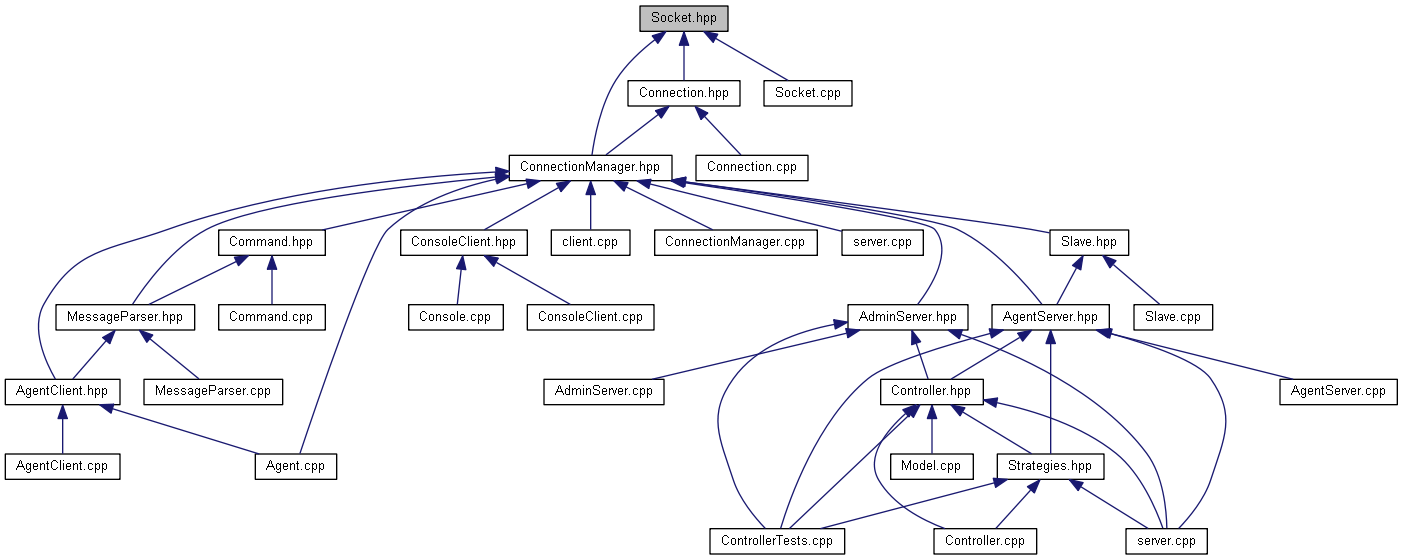 Socket.hpp
Connection.hpp
Socket.cpp
ConnectionManager.hpp
Connection.cpp
Command.hpp
ConsoleClient.hpp
client.cpp
ConnectionManager.cpp
server.cpp
Slave.hpp
MessageParser.hpp
Command.cpp
Console.cpp
ConsoleClient.cpp
AdminServer.hpp
AgentServer.hpp
Slave.cpp
AgentClient.hpp
MessageParser.cpp
AdminServer.cpp
Controller.hpp
AgentServer.cpp
AgentClient.cpp
Agent.cpp
Model.cpp
Strategies.hpp
ControllerTests.cpp
Controller.cpp
server.cpp